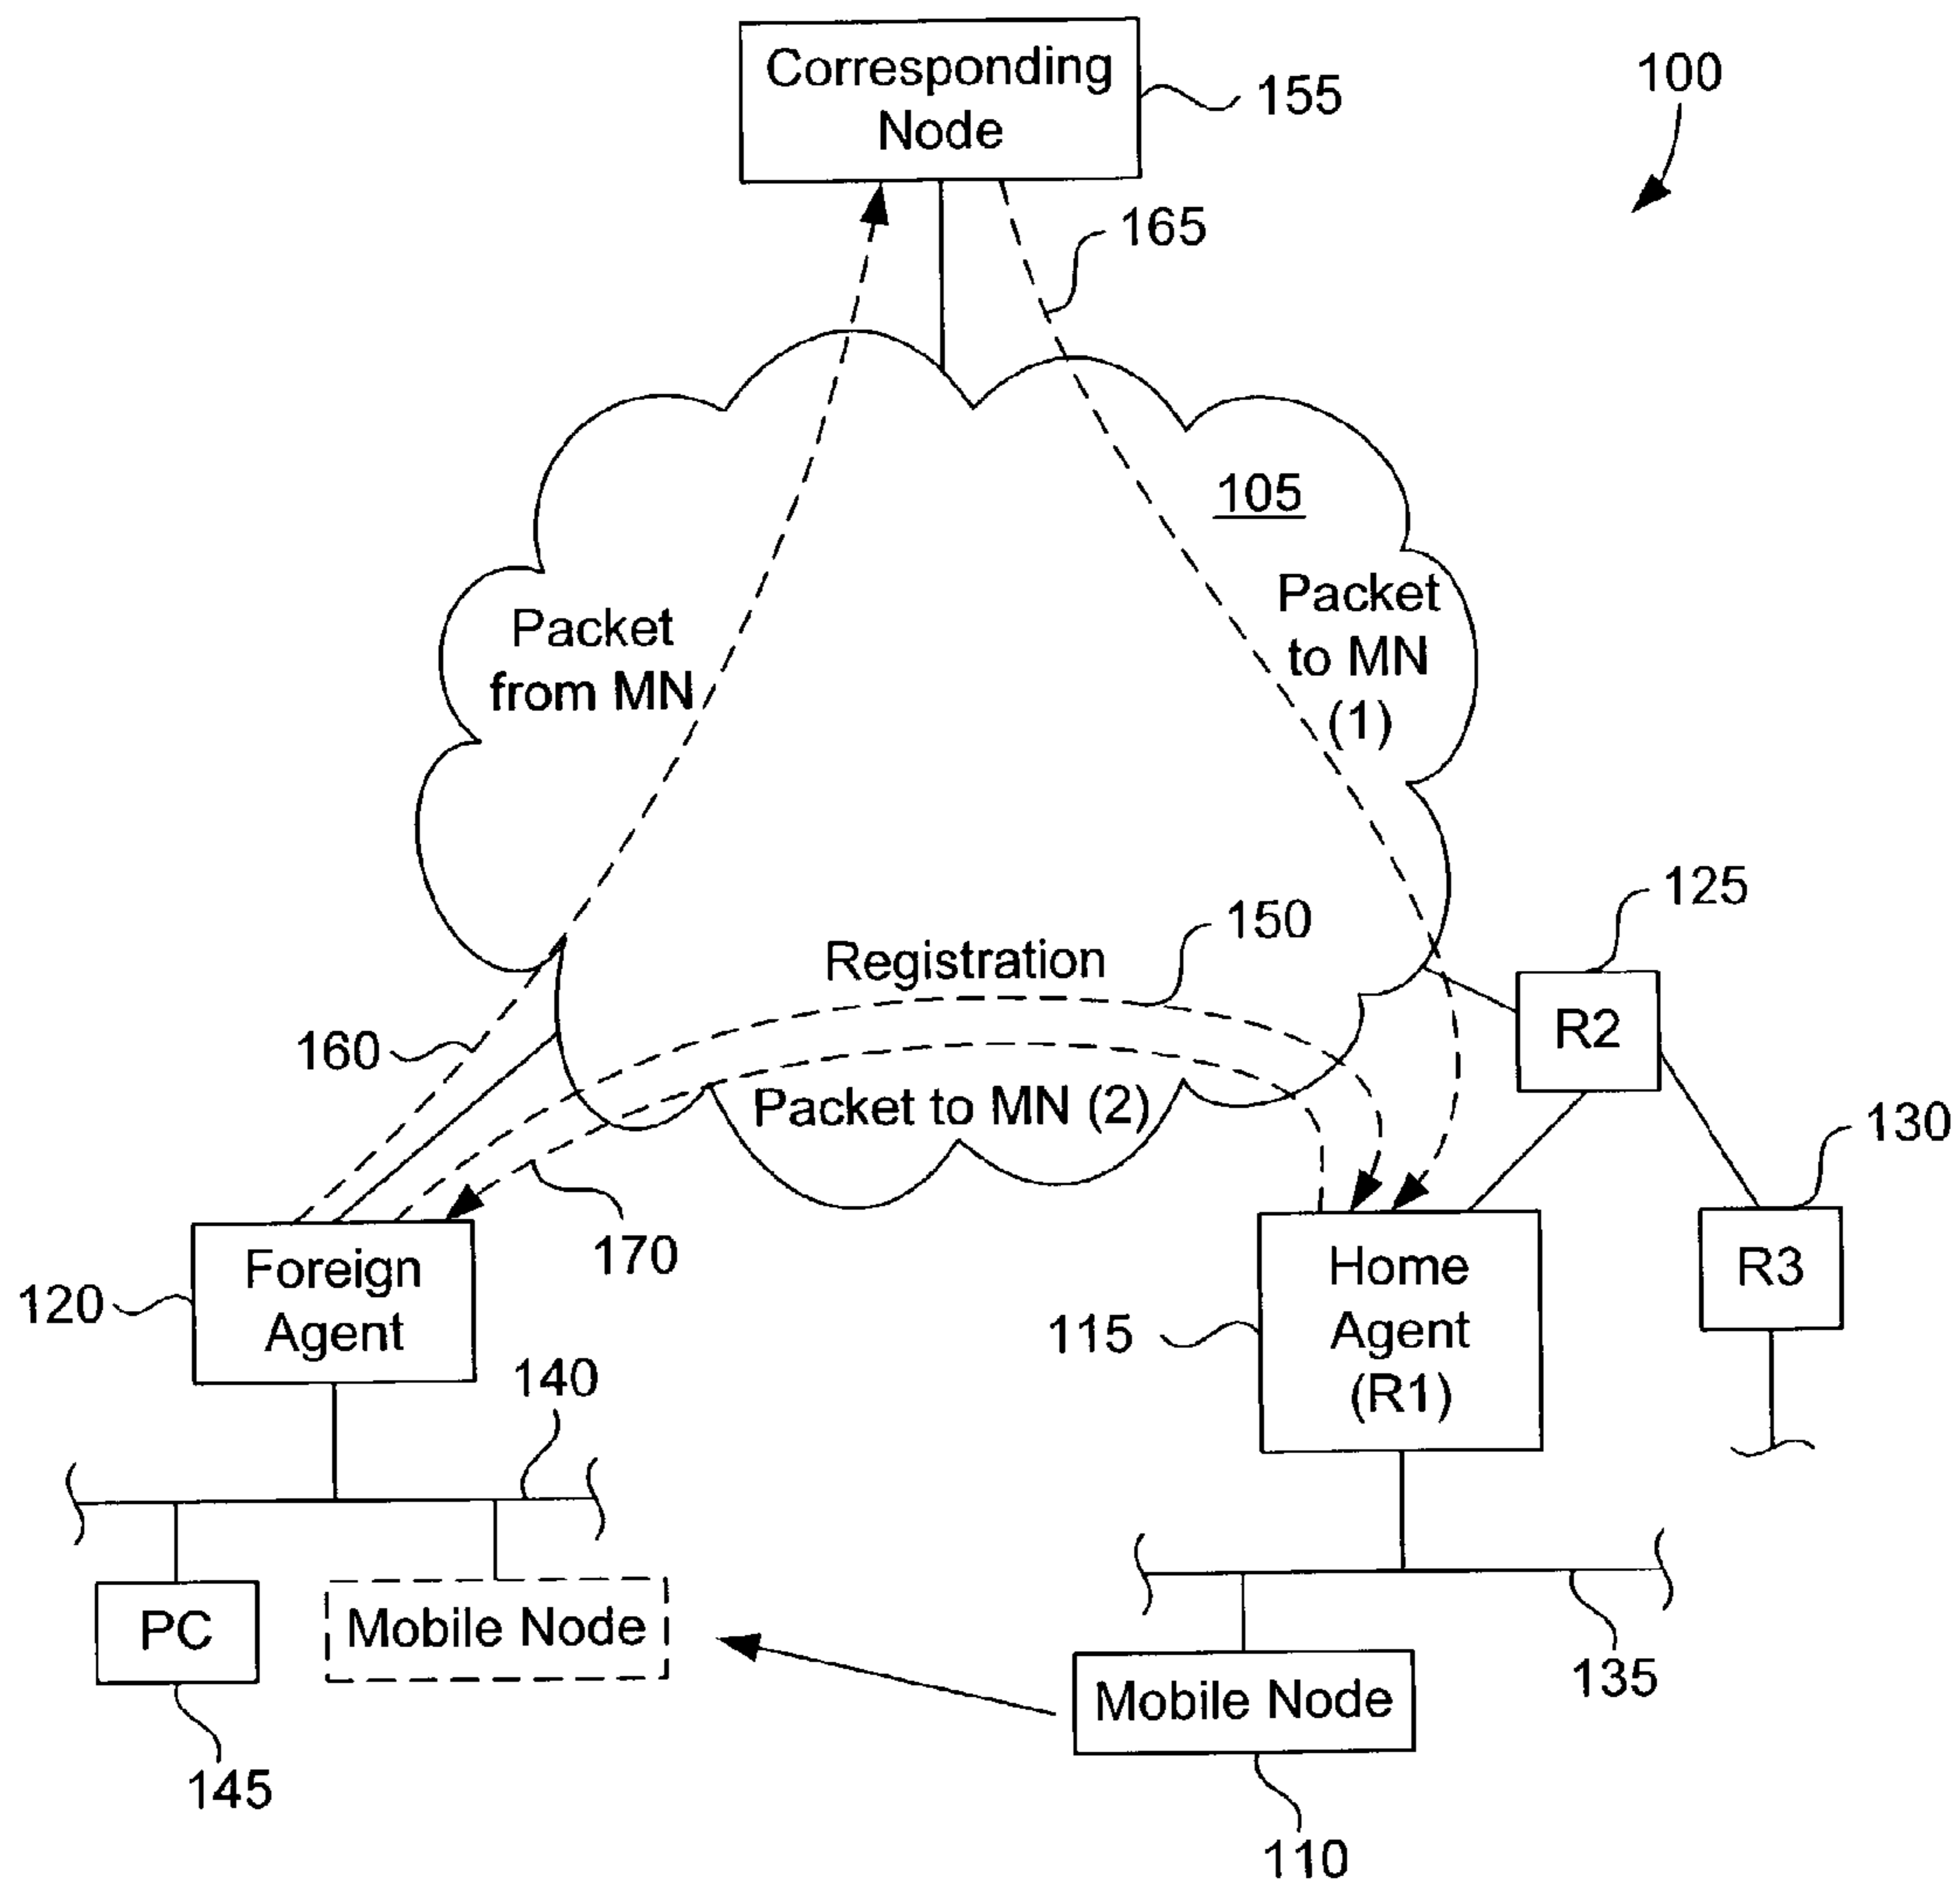 Corresponding
Node
155
100
165
105
Packet
to MN
(1)
Packet
from MN
125
150
Registration
R2
160
Packet to MN (2)
130
170
Foreign
Agent
120
Home
Agent
(R1)
115
R3
140
PC
Mobile Node
135
Mobile Node
145
110